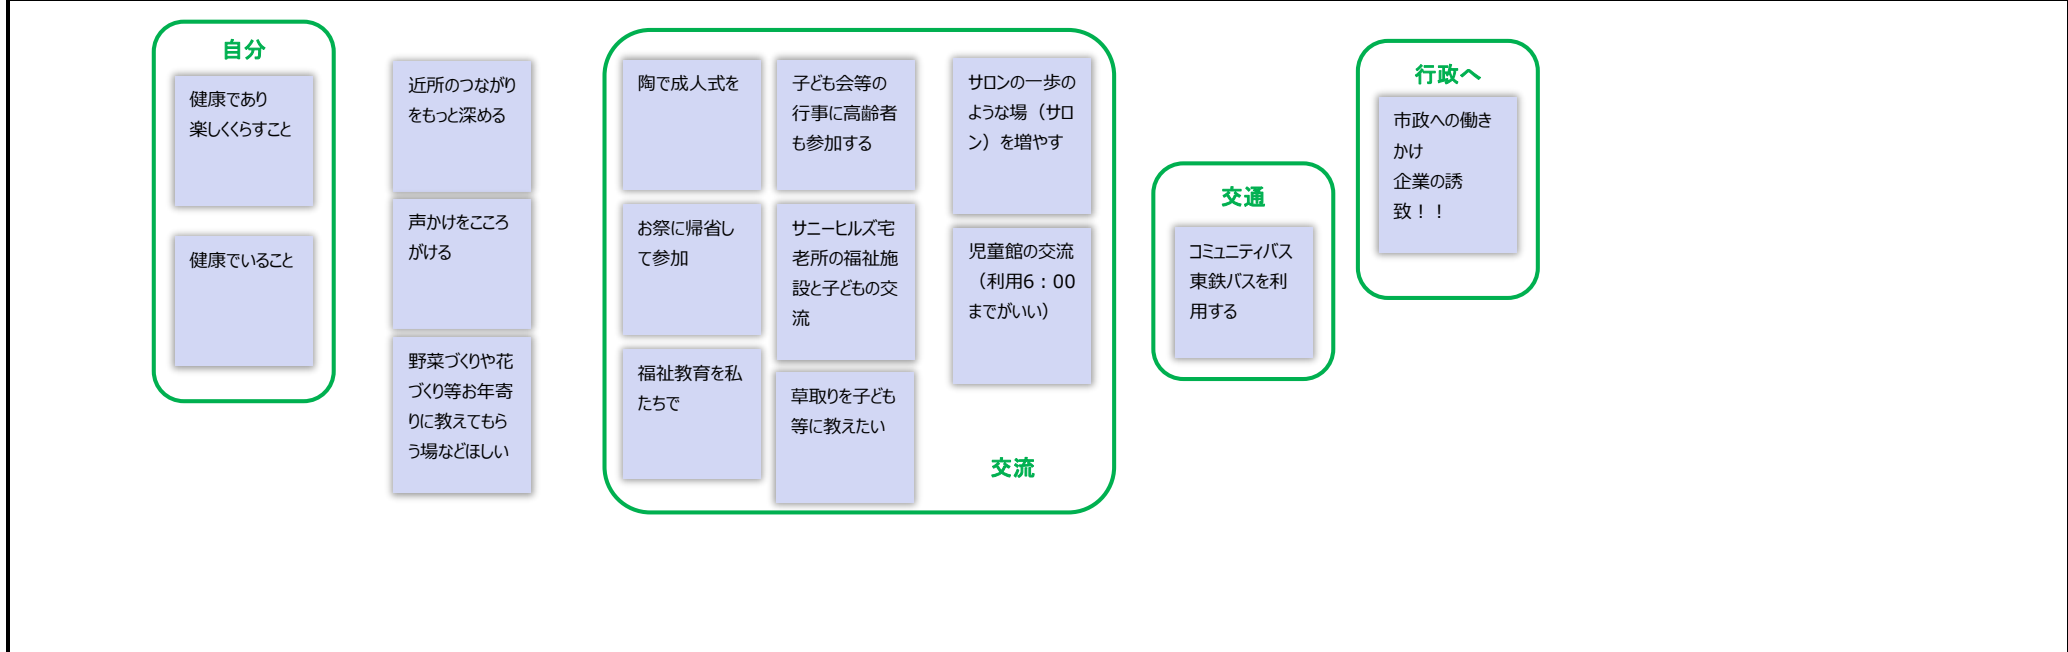 自分
健康であり
楽しくくらすこと
健康でいること
近所のつながり
をもっと深める
声かけをこころ
がける
野菜づくりや花
づくり等お年寄
りに教えてもら
う場などほしい
陶で成人式を
お祭に帰省し
て参加
福祉教育を私
たちで
子ども会等の
行事に高齢者
も参加する
サニーヒルズ宅
老所の福祉施
設と子どもの交
流
草取りを子ども
等に教えたい
サロンの一歩の
ような場（サロ
ン）を増やす
児童館の交流
（利用6：00
までがいい）
交流
交通
コミュニティバス
東鉄バスを利
用する
行政へ
市政への働き
かけ
企業の誘
致！！